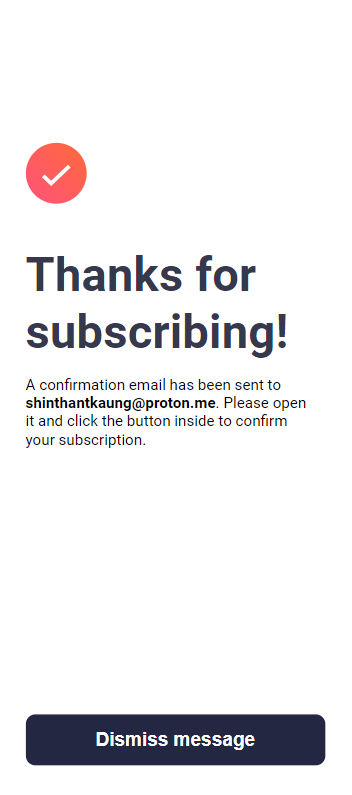 Thanks for
subscribing!
A confirmation email has been sent to
shinthantkaung@proton.me. Please open
it and click the button inside to confirm
your subscription.
Dismiss message